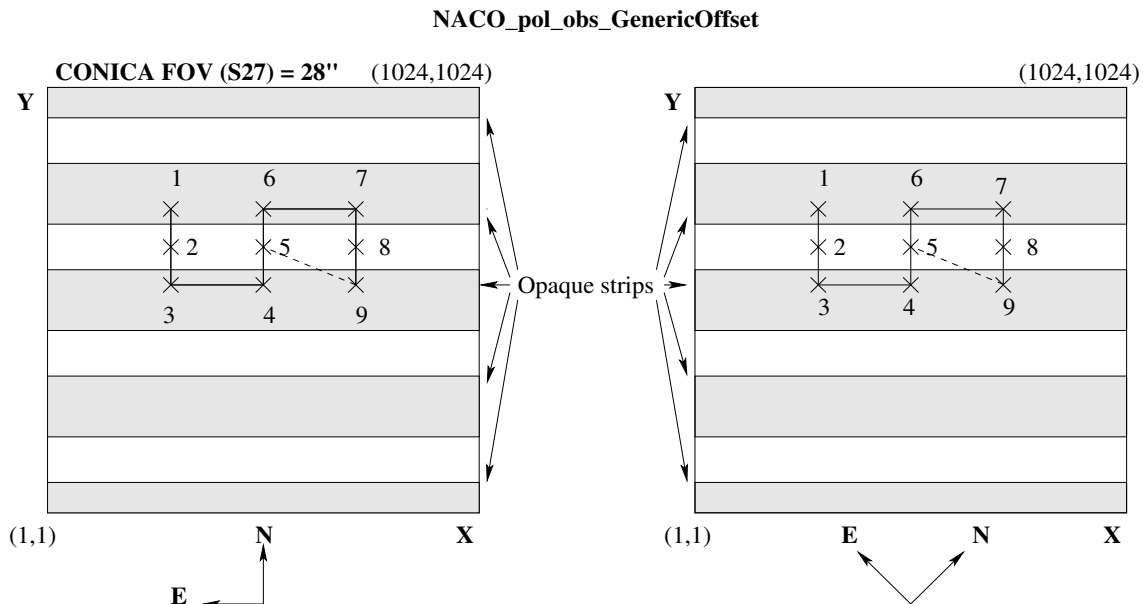 NACO_pol_obs_GenericOffset
CONICA FOV (S27) = 28" (1024,1024) (1024,1024)
Y Y
1 6 7 1 6 7
2 5 8 2 5 8
Opaque strips
3 4 9 3 4 9
(1,1) N X (1,1) E N X
E